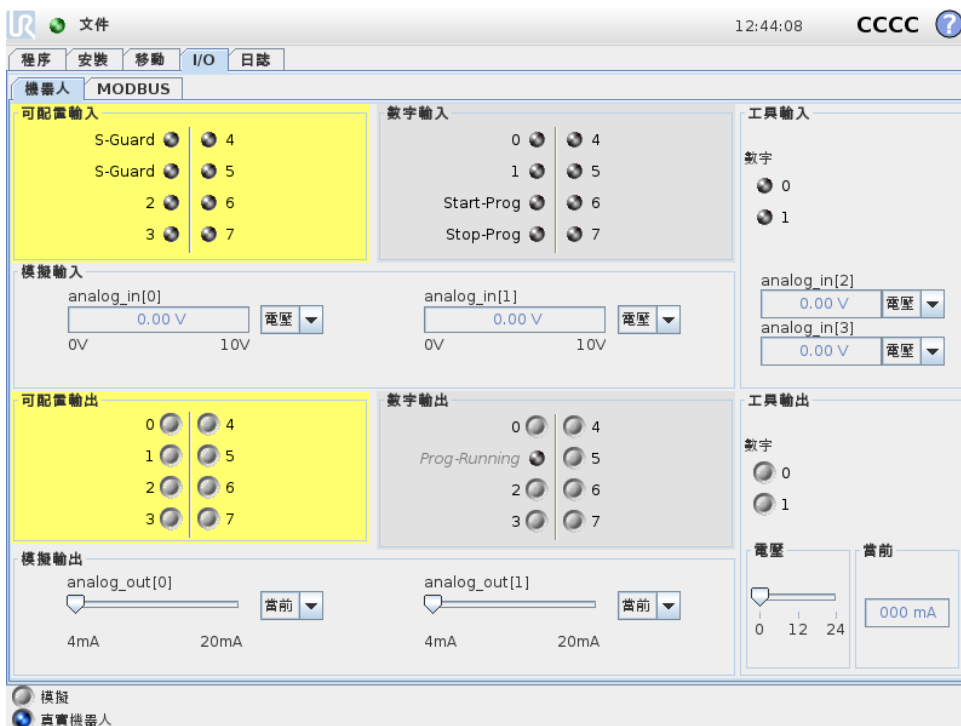 UR 文件 12:44:08 CCCC ?
程序 安裝 移動 I/O 日誌
機器人 MODBUS
可配置輸入
S-Guard 4
S-Guard 5
2 6
3 7
數字輸入
0 4
1 5
Start-Prog 6
Stop-Prog 7
工具輸入
數字
0
1
模擬輸入
analog_in[0]
0.00 V 電壓
0V 10V
analog_in[1]
0.00 V 電壓
0V 10V
analog_in[2]
0.00 V 電壓
analog_in[3]
0.00 V 電壓
可配置輸出
0 4
1 5
2 6
3 7
數字輸出
0 4
Prog-Running 5
2 6
3 7
工具輸出
數字
0
1
模擬輸出
analog_out[0]
當前
4mA 20mA
analog_out[1]
當前
4mA 20mA
電壓
0 12 24
當前
000 mA
模擬
真實機器人